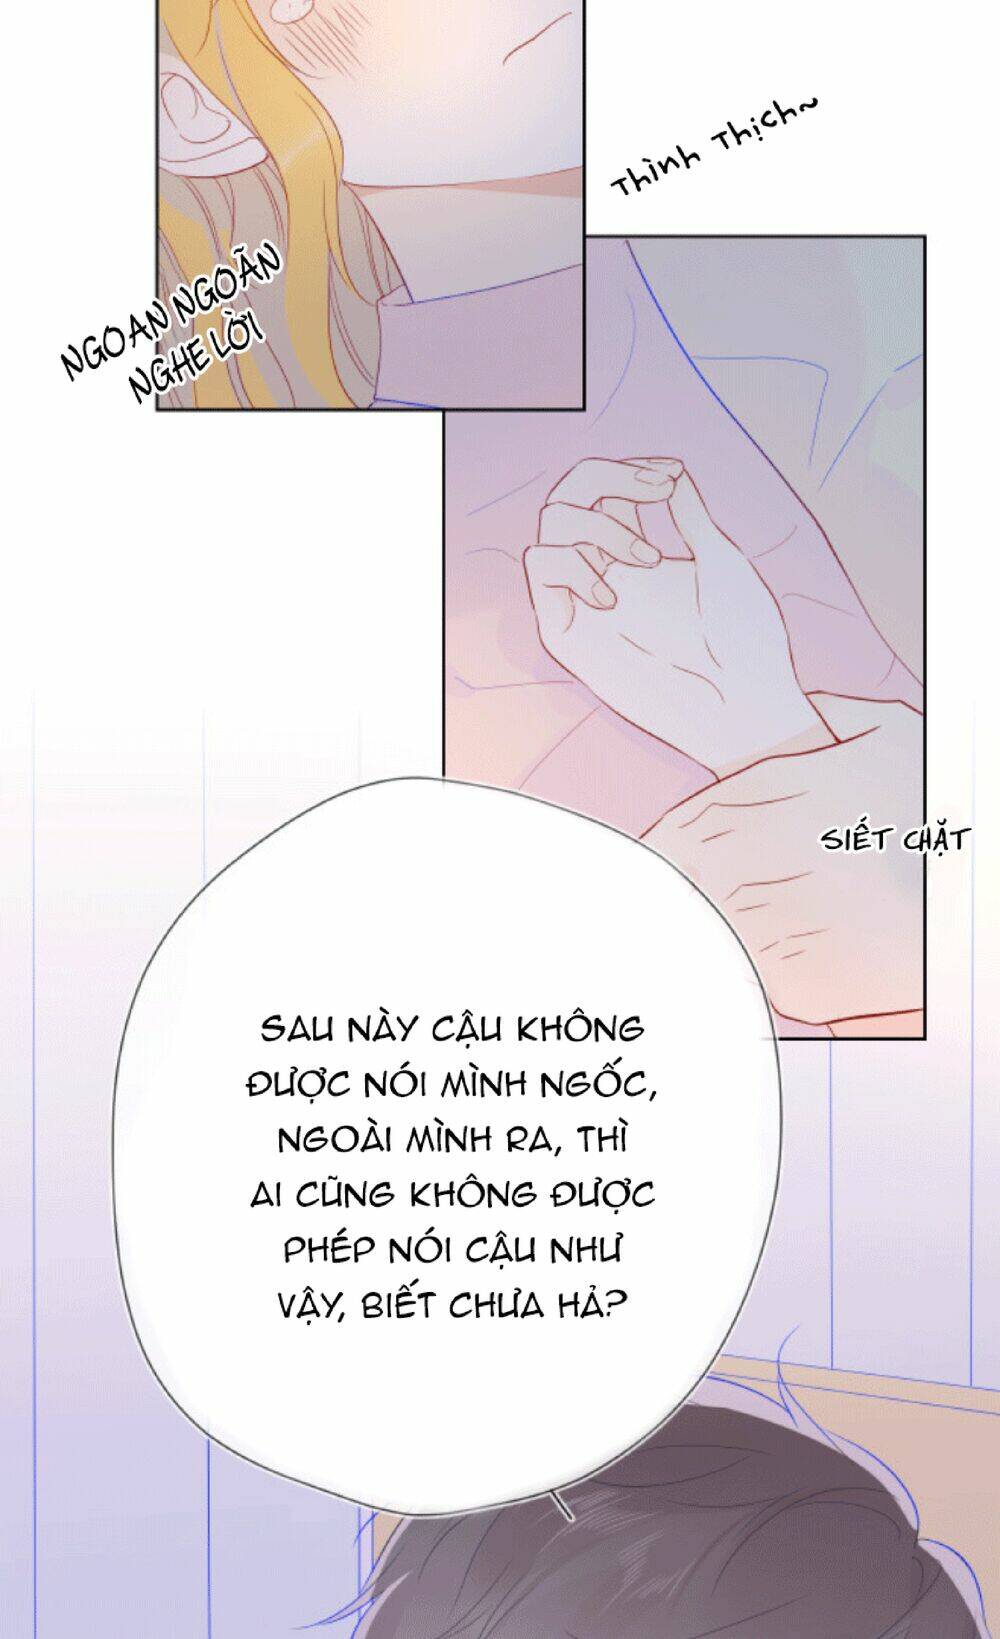 Thình Thịch~
NGOAN NGOÃN
NGHE LỜI
SIẾT CHẶT
SAU NÀY CẬU KHÔNG
ĐƯỢC NÓI MÌNH NGỐC,
NGOÀI MÌNH RA, THÌ
AI CŨNG KHÔNG ĐƯỢC
PHÉP NÓI CẬU NHƯ
VẬY, BIẾT CHƯA HẢ?